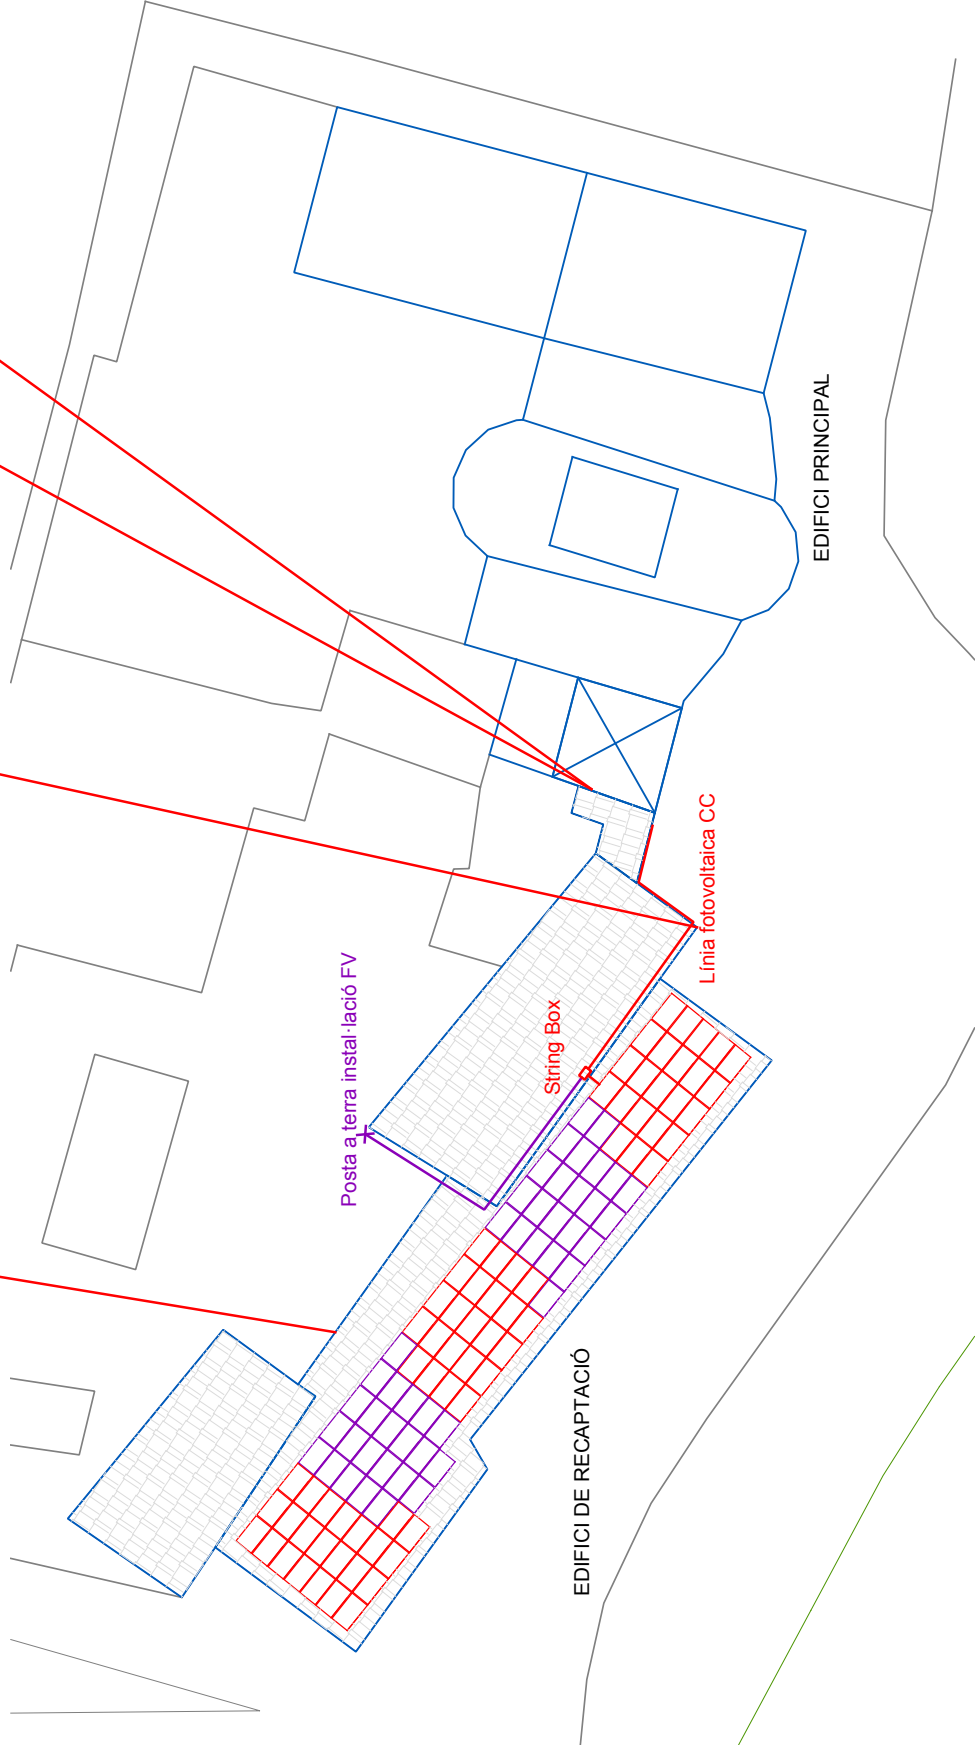 EDIFICI PRINCIPAL
Línia fotovoltaica CC
Posta a terra instal·lació FV
String Box
EDIFICI DE RECAPTACIÓ